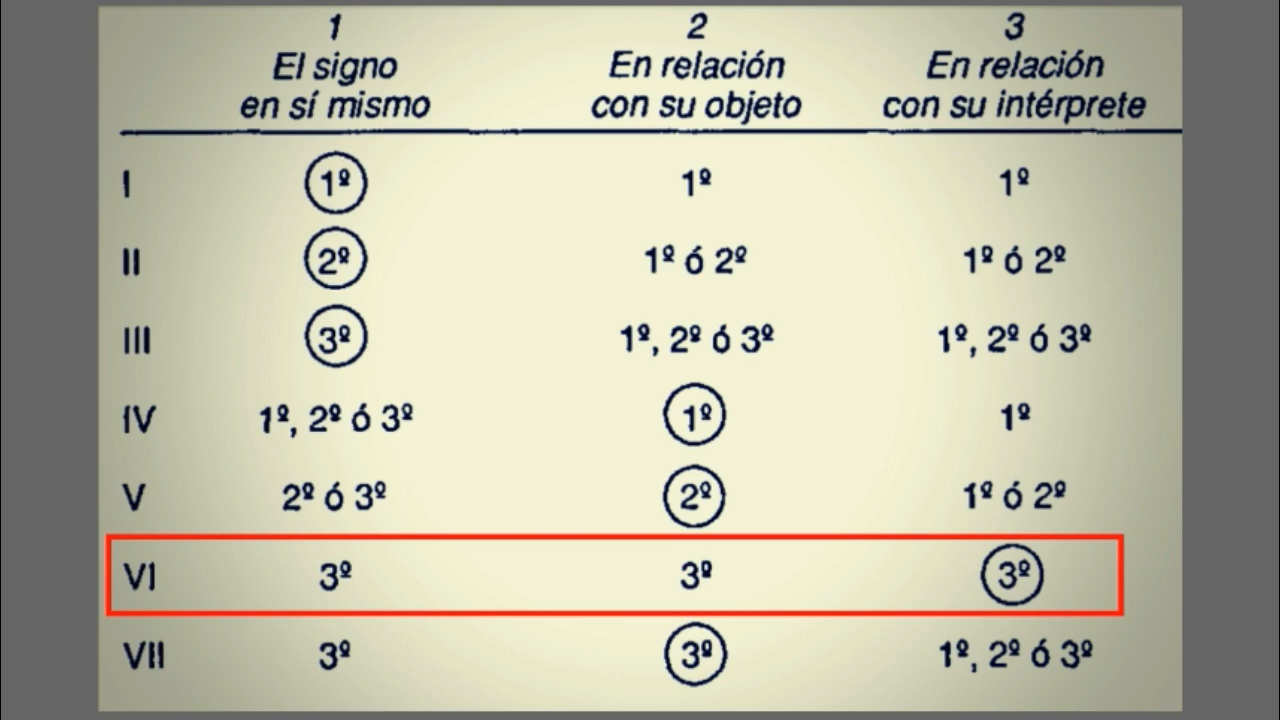 1 2 3
El signo En relación En relación
en sí mismo con su objeto con su intérprete
I 1º 1º 1º
II 2º 1º ó 2º 1º ó 2º
III 3º 1º, 2º ó 3º 1º, 2º ó 3º
IV 1º, 2º ó 3º 1º 1º
V 2º ó 3º 2º 1º ó 2º
VI 3º 3º 3º
VII 3º 3º 1º, 2º ó 3º